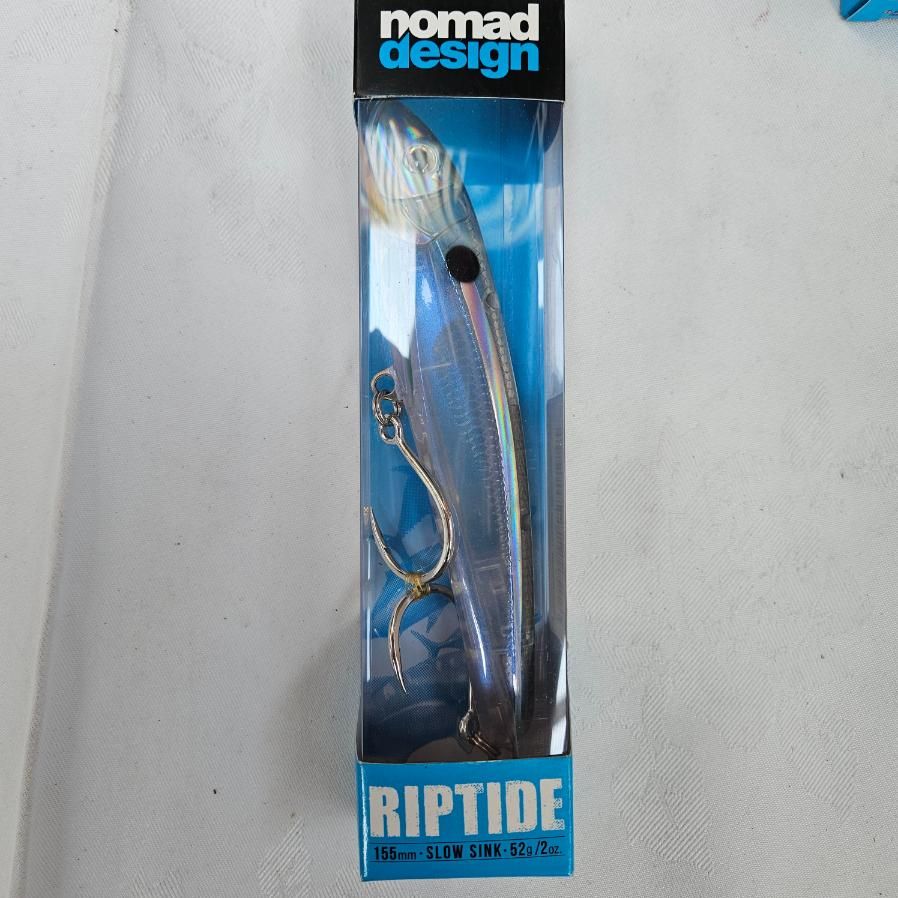 nomad
design
RIPTIDE
155mm · SLOW SINK · 52g/2oz.